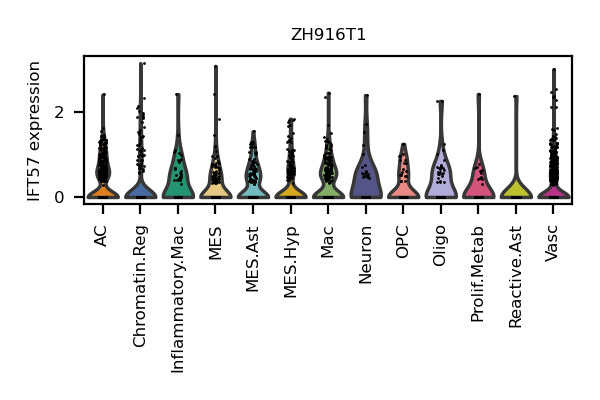 ZH916T1
IFT57 expression
2
0
AC
Chromatin.Reg
Inflammatory.Mac
MES
MES.Ast
MES.Hyp
Mac
Neuron
OPC
Oligo
Prolif.Metab
Reactive.Ast
Vasc